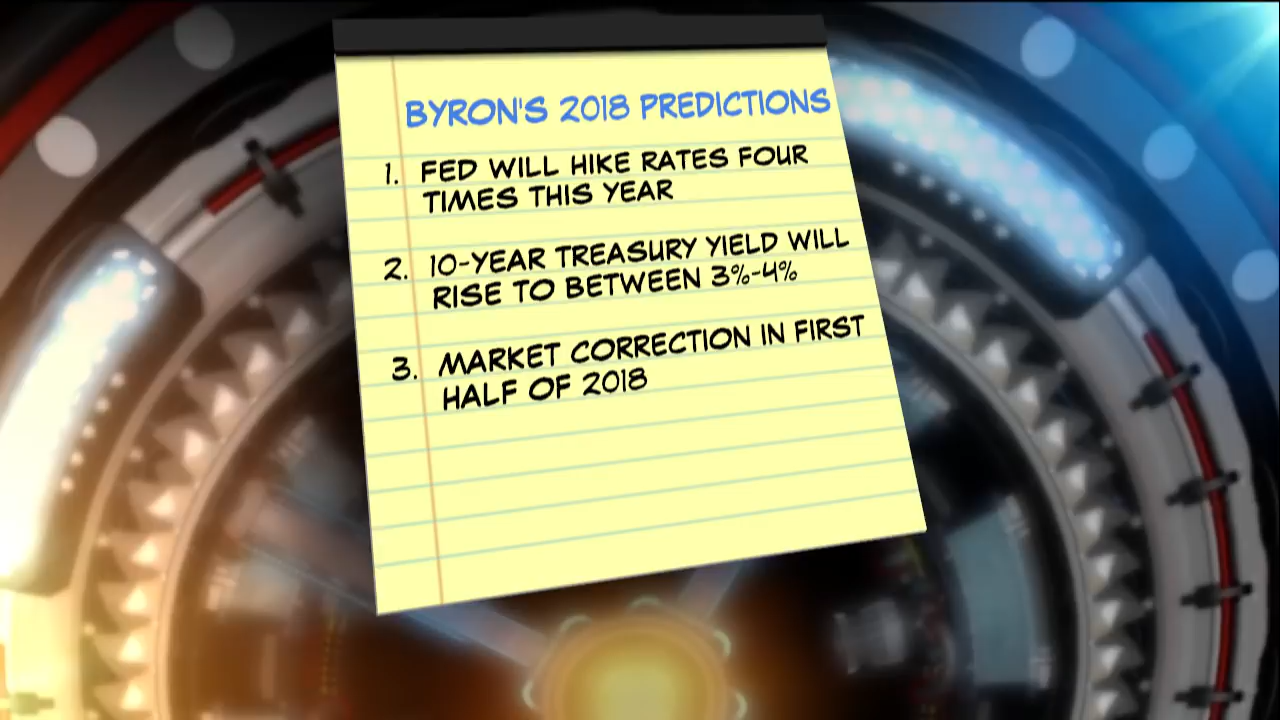 BYRON'S 2018 PREDICTIONS
1. FED WILL HIKE RATES FOUR
TIMES THIS YEAR
2. 10-YEAR TREASURY YIELD WILL
RISE TO BETWEEN 3%-4%
3. MARKET CORRECTION IN FIRST
HALF OF 2018